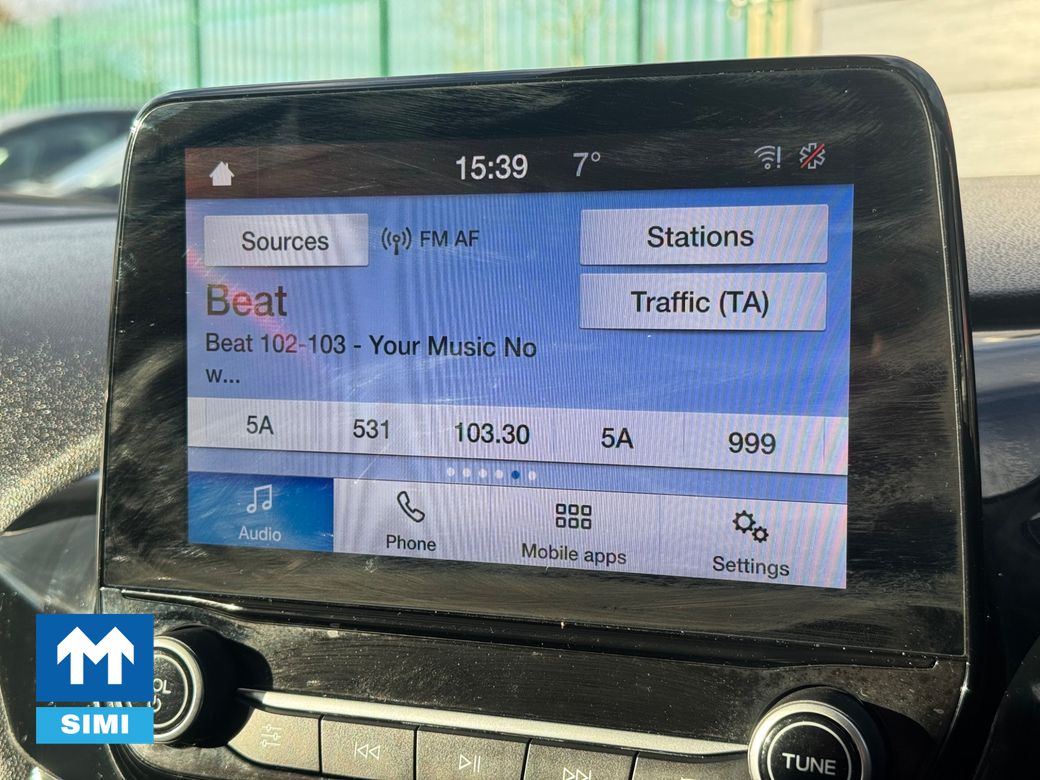 15:39 7°
Sources FM AF Stations
Beat Traffic (TA)
Beat 102-103 - Your Music No
w...
5A 531 103.30 5A 999
Audio Phone Mobile apps Settings
SIMI
TUNE